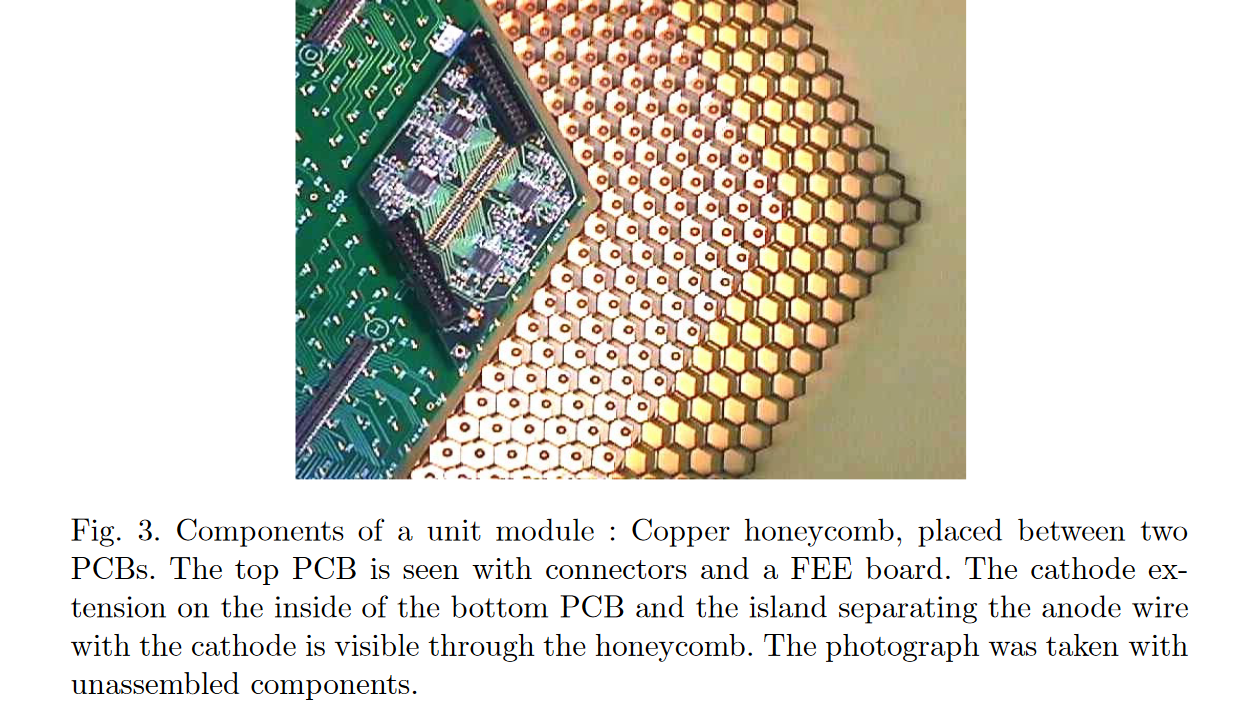 Fig. 3. Components of a unit module : Copper honeycomb, placed between two
PCBs. The top PCB is seen with connectors and a FEE board. The cathode ex-
tension on the inside of the bottom PCB and the island separating the anode wire
with the cathode is visible through the honeycomb. The photograph was taken with
unassembled components.